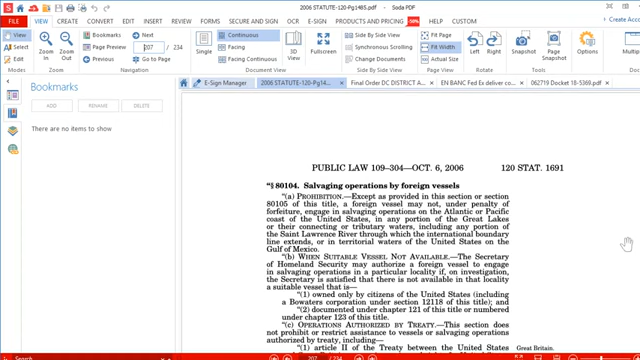 2006 STATUTE-120-Pg1485.pdf - Soda PDF
FILE VIEW HOME INSERT EDIT REVIEW FORMS SECURE AND SIGN E-SIGN PRODUCTS AND PRICING -50% OCR CUSTOM
View
Select
Edit
Zoom In
Zoom Out
Bookmarks
Page Preview
Previous
Next
207 / 234
Go to Page
Single
Continuous
Facing
Facing Continuous
3D View
Fullscreen
Side By Side View
Synchronous Scrolling
Compare Documents
Fit Page
Fit Width
Actual Size
Left
Right
Tools
Document View
Side By Side View
Page View
Rotate
Bookmarks
ADD
RENAME
DELETE
There are no items to show
E-Sign Manager
2006 STATUTE-120-Pg14...
Final Order DC DISTRICT A
EN BANC Fed Ex deliver co...
062719 Docket 18-5369.pdf
PUBLIC LAW 109–304—OCT. 6, 2006 120 STAT. 1691
“§ 80104. Salvaging operations by foreign vessels
“(a) PROHIBITION.—Except as provided in this section or section
80105 of this title, a foreign vessel may not, under penalty of
forfeiture, engage in salvaging operations on the Atlantic or Pacific
coast of the United States, in any portion of the Great Lakes
or their connecting or tributary waters, including any portion of
the Saint Lawrence River through which the international boundary
line extends, or in territorial waters of the United States on the
Gulf of Mexico.
“(b) WHEN SUITABLE VESSEL NOT AVAILABLE.—The Secretary
of Homeland Security may authorize a foreign vessel to engage
in salvaging operations in a particular locality if, on investigation,
the Secretary is satisfied that there is not available in that locality
a suitable vessel that is—
“(1) owned only by citizens of the United States (including
a Bowaters corporation under section 12118 of this title); and
“(2) documented under chapter 121 of this title or numbered
under chapter 123 of this title.
“(c) OPERATIONS AUTHORIZED BY TREATY.—This section does
not prohibit or restrict assistance to vessels or salvaging operations
authorized by treaty, including—
“(1) article II of the Treaty between the United States Great Britain.
Search
207 / 234